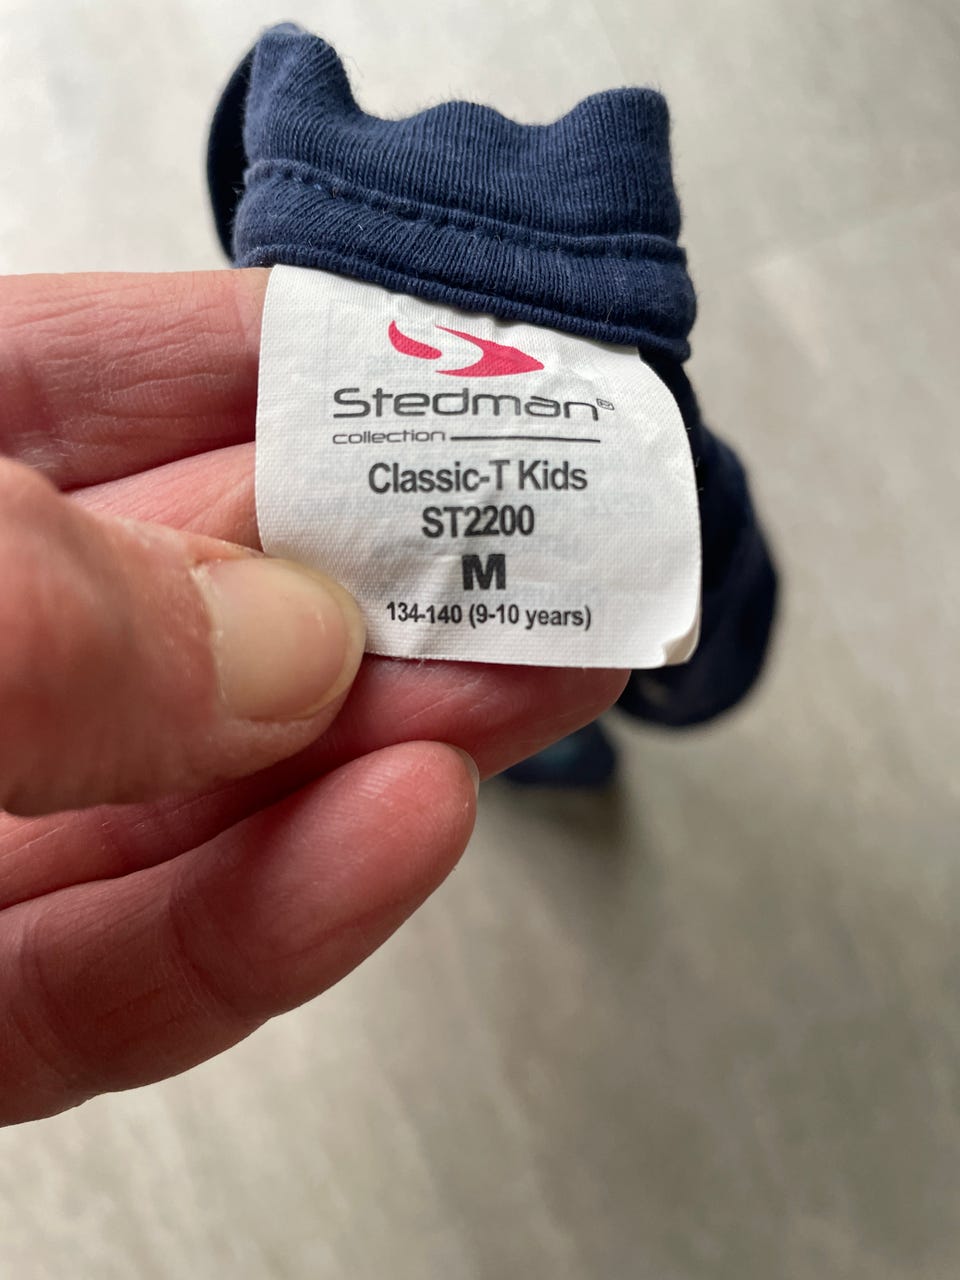 Stedman®
collection
Classic-T Kids
ST2200
M
134-140 (9-10 years)